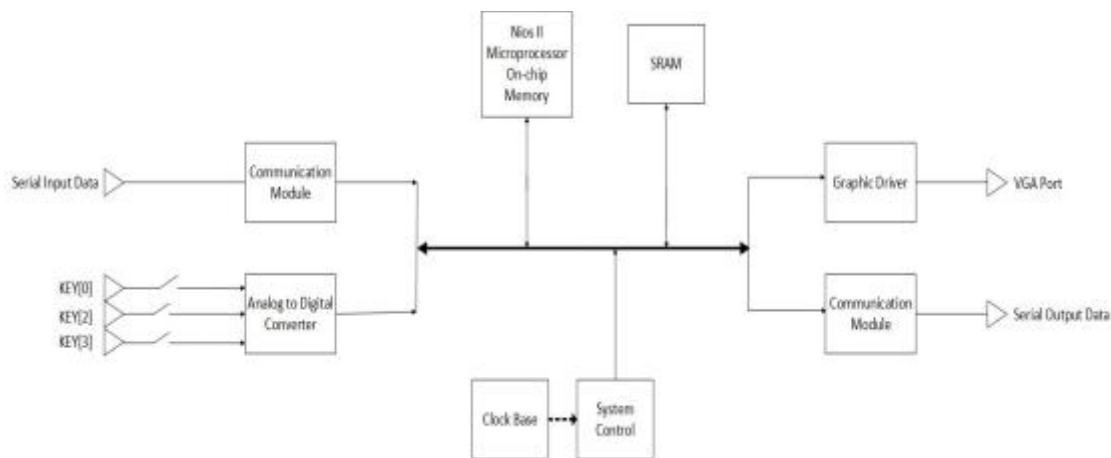 Nios II
Microprocessor
On-chip
Memory
SRAM
Serial Input Data
Communication
Module
Graphic Driver
VGA Port
KEY[0]
KEY[2]
KEY[3]
Analog to Digital
Converter
Communication
Module
Serial Output Data
Clock Base
System
Control